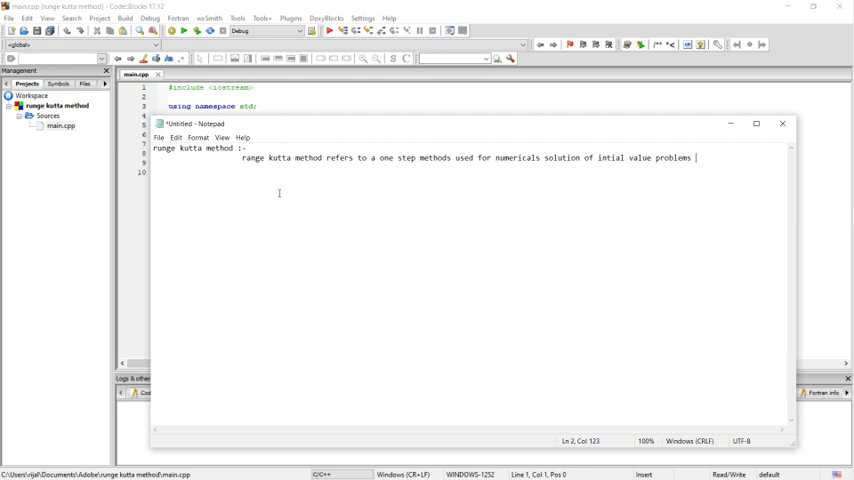 main.cpp [runge kutta method] - Code::Blocks 17.12
File Edit View Search Project Build Debug Fortran wxSmith Tools Tools+ Plugins DoxyBlocks Settings Help
Debug
<global>
Management
Projects Symbols Files
main.cpp
Workspace
runge kutta method
Sources
main.cpp
1 #include <iostream>
2
3 using namespace std;
4
5
6
7
8
9
10
*Untitled - Notepad
File Edit Format View Help
runge kutta method :-
range kutta method refers to a one step methods used for numericals solution of intial value problems
Ln 2, Col 123 100% Windows (CRLF) UTF-8
Logs & other
Fortran info
C:\Users\rijal\Documents\Adobe\runge kutta method\main.cpp C/C++ Windows (CR+LF) WINDOWS-1252 Line 1, Col 1, Pos 0 Insert Read/Write default